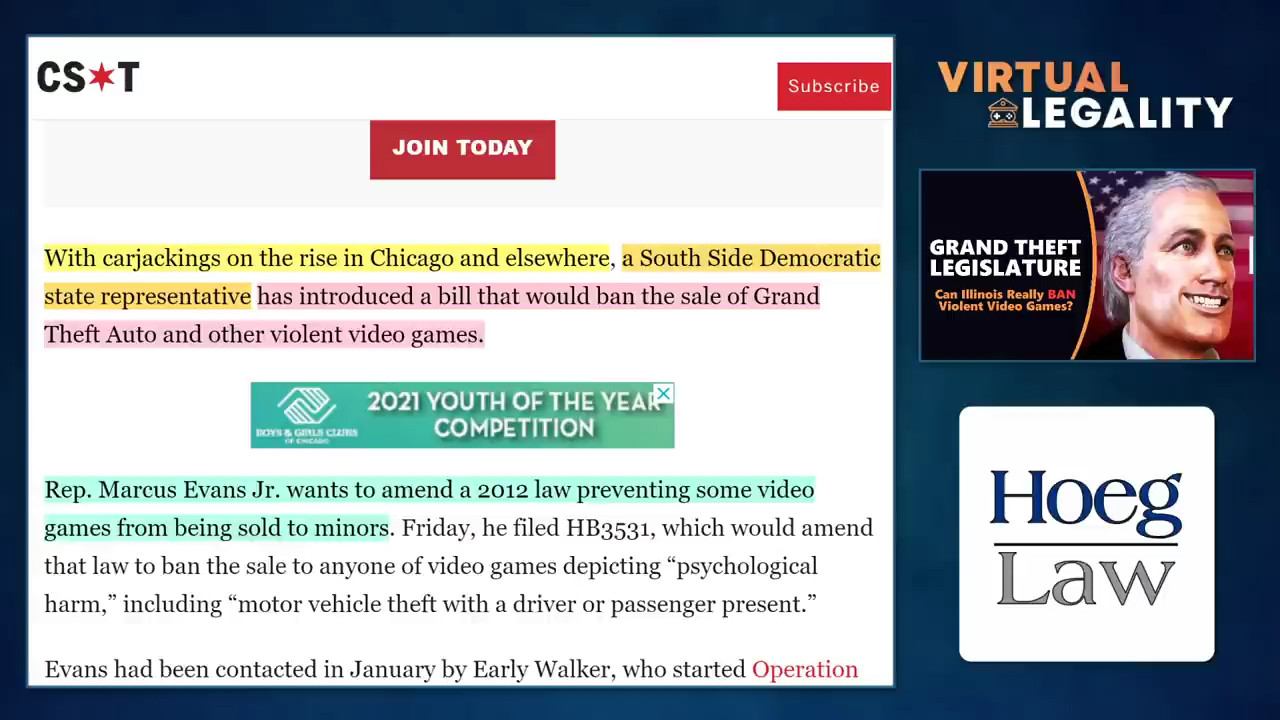 CS★T
Subscribe
JOIN TODAY
With carjackings on the rise in Chicago and elsewhere, a South Side Democratic
state representative has introduced a bill that would ban the sale of Grand
Theft Auto and other violent video games.
BOYS & GIRLS CLUBS
OF CHICAGO
2021 YOUTH OF THE YEAR
COMPETITION
Rep. Marcus Evans Jr. wants to amend a 2012 law preventing some video
games from being sold to minors. Friday, he filed HB3531, which would amend
that law to ban the sale to anyone of video games depicting “psychological
harm,” including “motor vehicle theft with a driver or passenger present.”
Evans had been contacted in January by Early Walker, who started Operation
VIRTUAL
LEGALITY
GRAND THEFT
LEGISLATURE
Can Illinois Really BAN
Violent Video Games?
Hoeg
Law